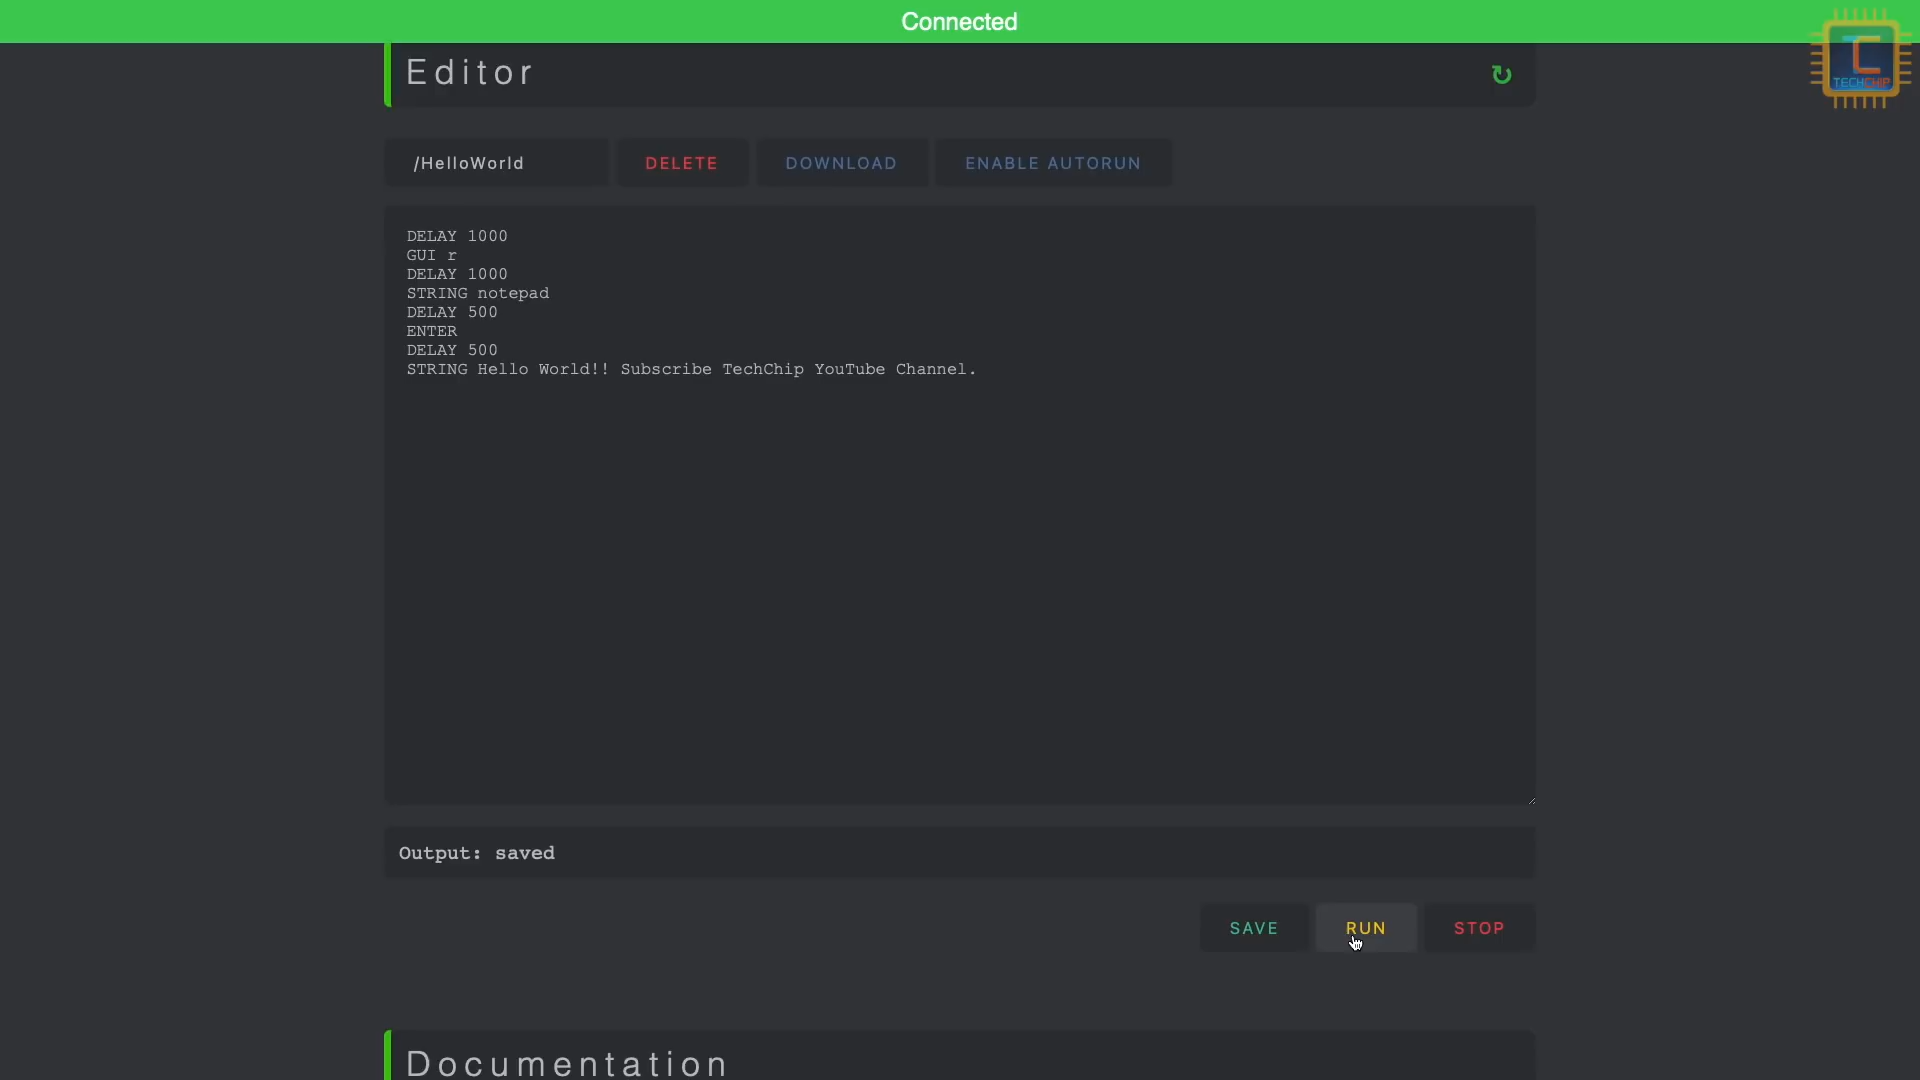 Connected
TECHCHIP
Editor
↻
/HelloWorld
DELETE
DOWNLOAD
ENABLE AUTORUN
DELAY 1000
GUI r
DELAY 1000
STRING notepad
DELAY 500
ENTER
DELAY 500
STRING Hello World!! Subscribe TechChip YouTube Channel.
Output: saved
SAVE
RUN
STOP
Documentation